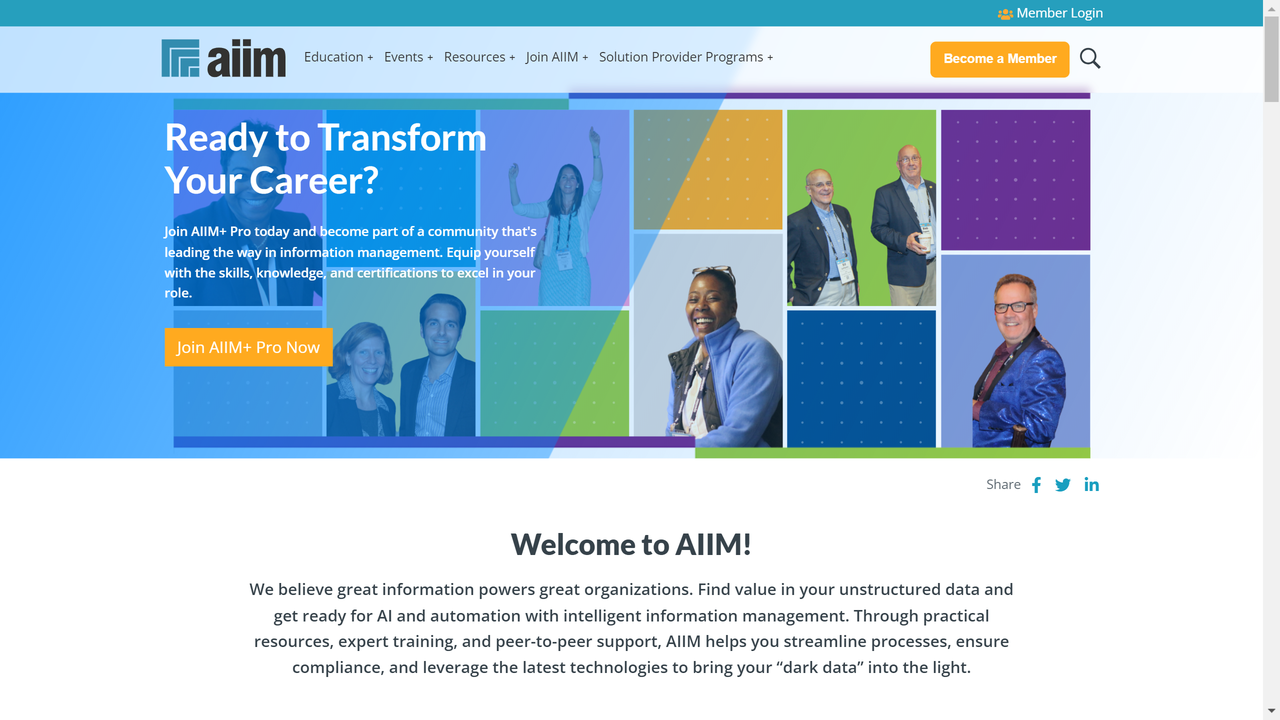 Member Login
aiim
Education +
Events +
Resources +
Join AIIM +
Solution Provider Programs +
Become a Member
Ready to Transform
Your Career?
Join AIIM+ Pro today and become part of a community that's
leading the way in information management. Equip yourself
with the skills, knowledge, and certifications to excel in your
role.
Join AIIM+ Pro Now
Share
Welcome to AIIM!
We believe great information powers great organizations. Find value in your unstructured data and
get ready for AI and automation with intelligent information management. Through practical
resources, expert training, and peer-to-peer support, AIIM helps you streamline processes, ensure
compliance, and leverage the latest technologies to bring your “dark data” into the light.